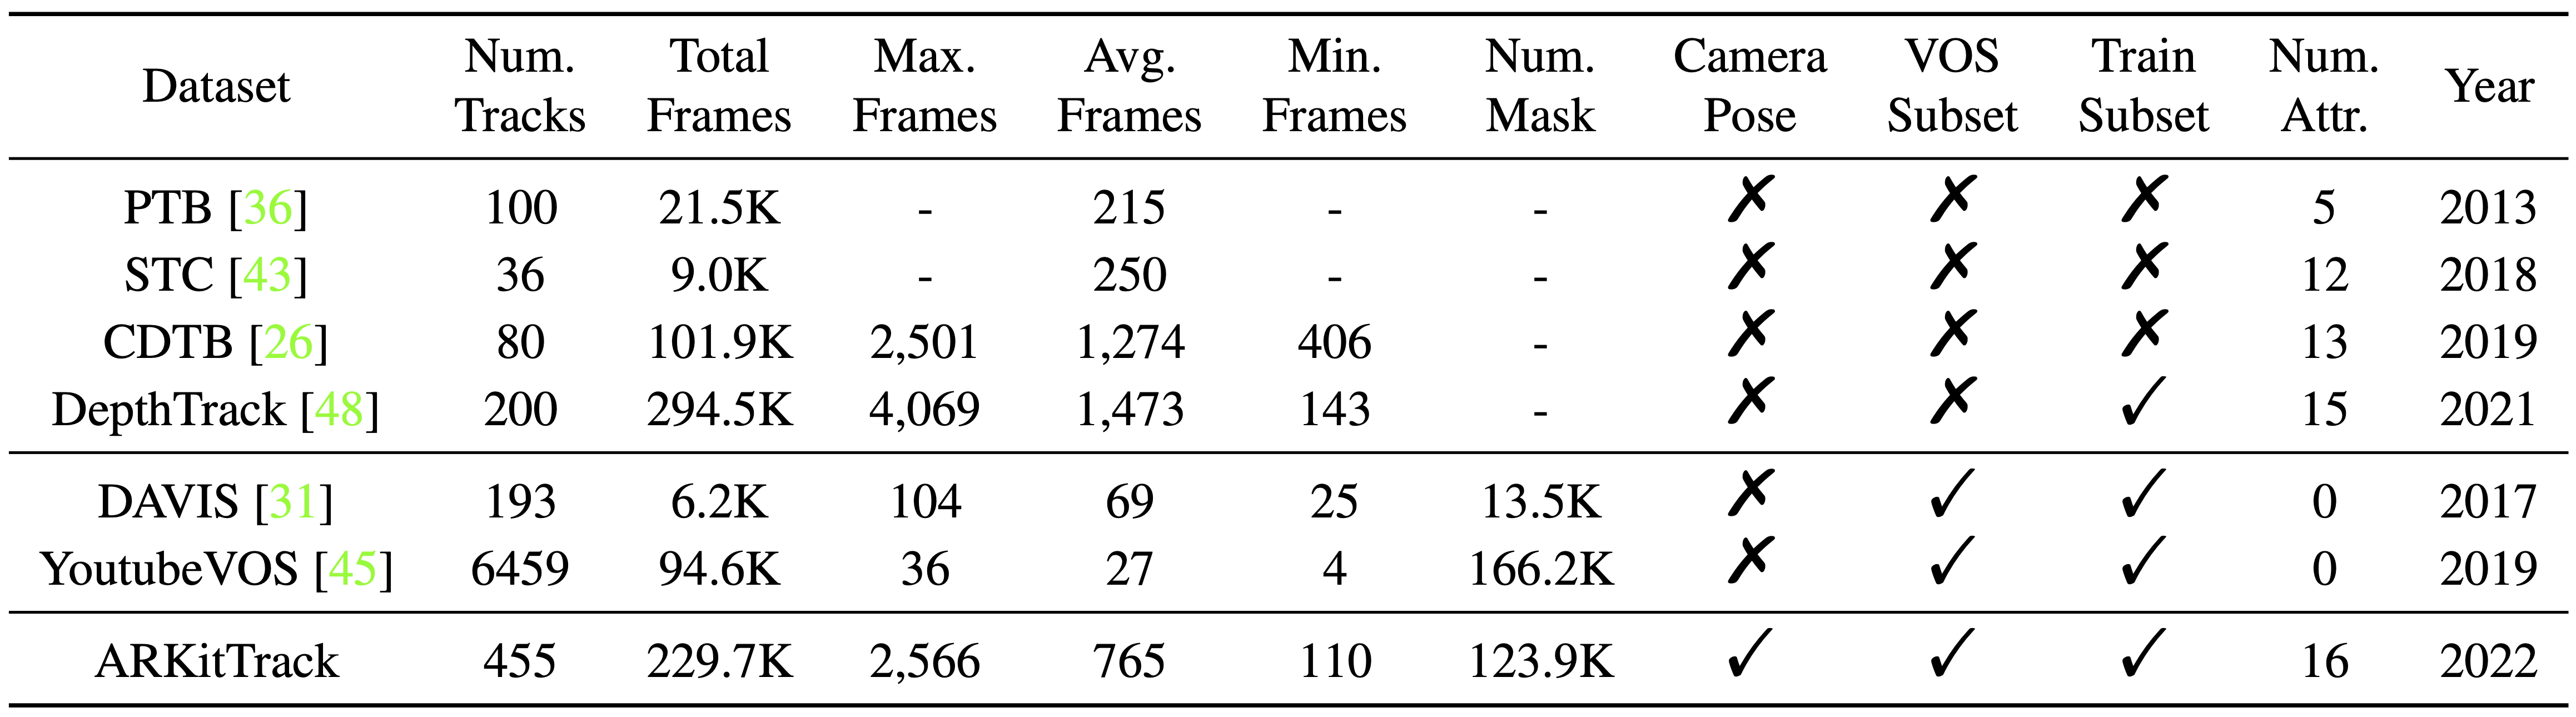 Dataset Num. Tracks Total Frames Max. Frames Avg. Frames Min. Frames Num. Mask Camera Pose VOS Subset Train Subset Num. Attr. Year
PTB [36] 100 21.5K - 215 - - ✗ ✗ ✗ 5 2013
STC [43] 36 9.0K - 250 - - ✗ ✗ ✗ 12 2018
CDTB [26] 80 101.9K 2,501 1,274 406 - ✗ ✗ ✗ 13 2019
DepthTrack [48] 200 294.5K 4,069 1,473 143 - ✗ ✗ ✓ 15 2021
DAVIS [31] 193 6.2K 104 69 25 13.5K ✗ ✓ ✓ 0 2017
YoutubeVOS [45] 6459 94.6K 36 27 4 166.2K ✗ ✓ ✓ 0 2019
ARKitTrack 455 229.7K 2,566 765 110 123.9K ✓ ✓ ✓ 16 2022